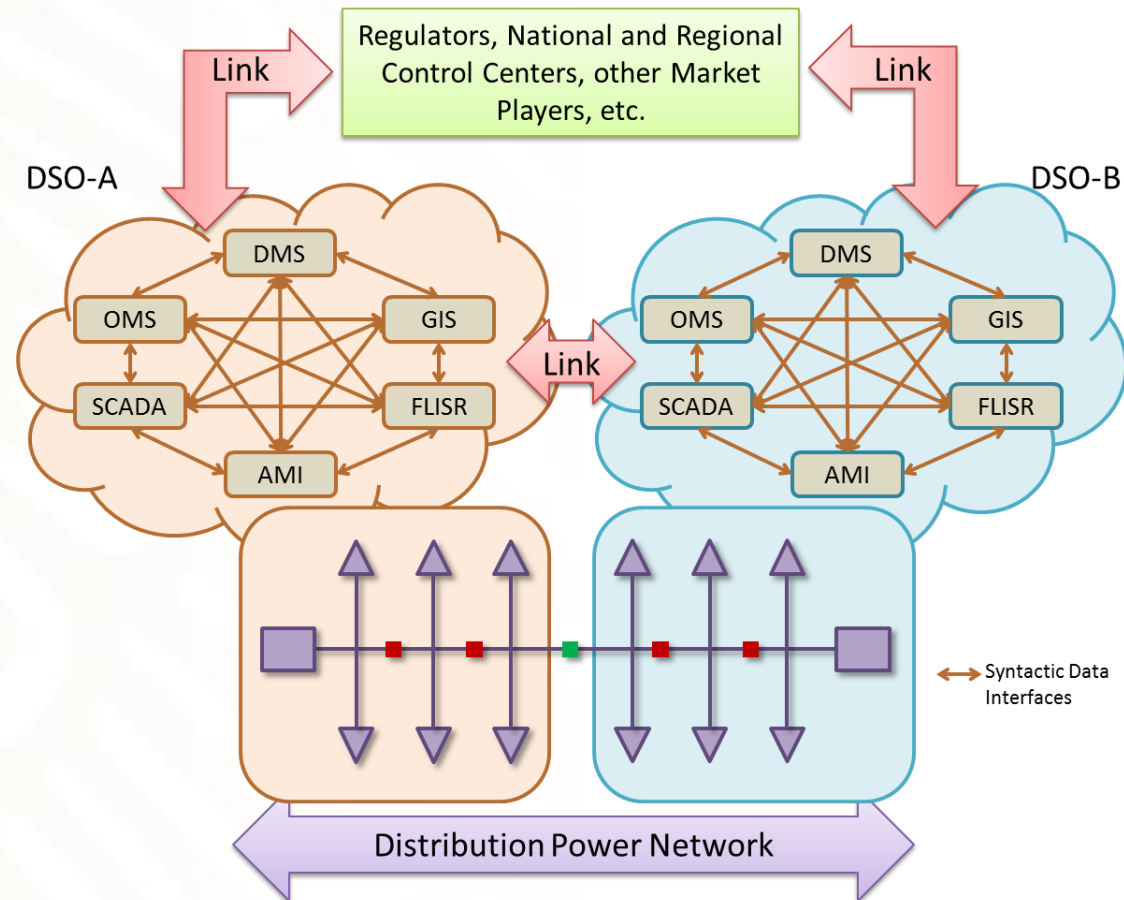 Regulators, National and Regional
Control Centers, other Market
Players, etc.
Link
Link
DSO-A
DSO-B
DMS
OMS
GIS
SCADA
FLISR
AMI
Link
DMS
OMS
GIS
SCADA
FLISR
AMI
Syntactic Data
Interfaces
Distribution Power Network